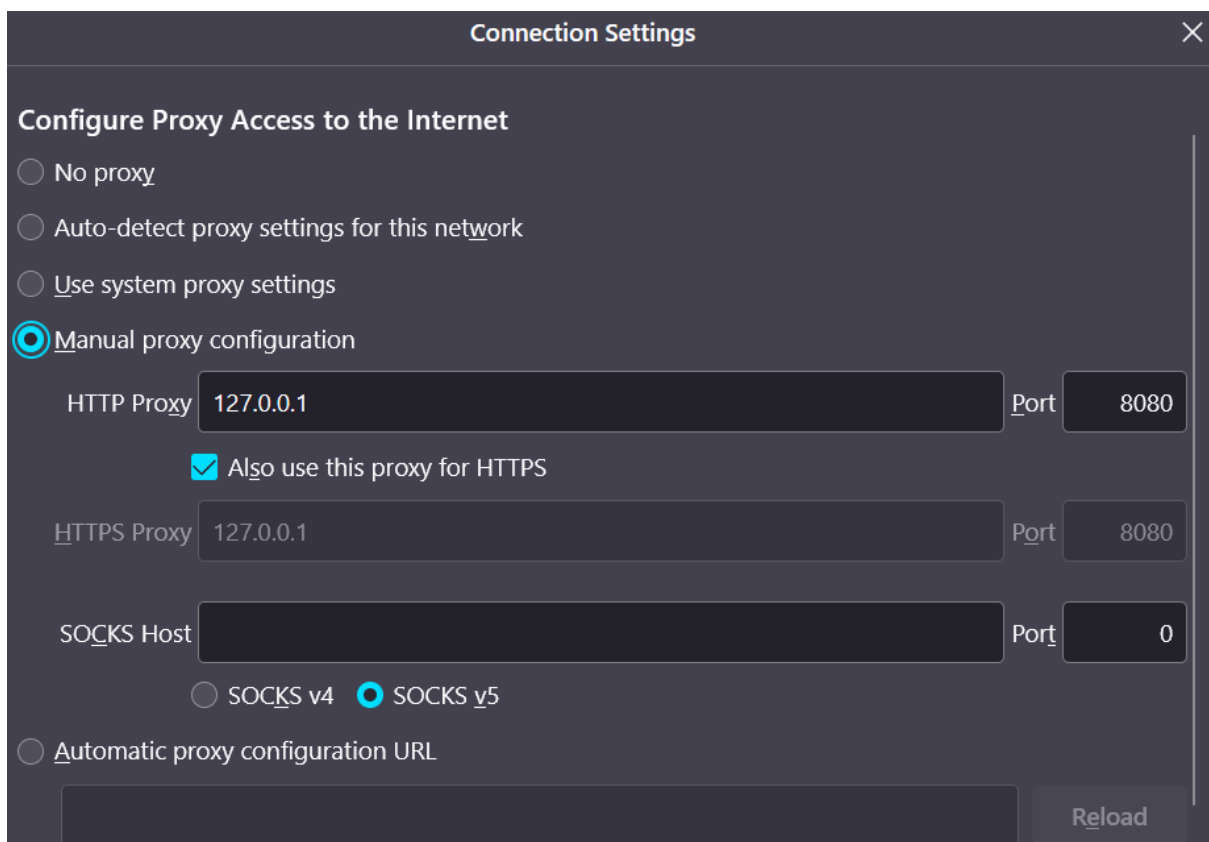 Connection Settings
Configure Proxy Access to the Internet
No proxy
Auto-detect proxy settings for this network
Use system proxy settings
Manual proxy configuration
HTTP Proxy 127.0.0.1 Port 8080
Also use this proxy for HTTPS
HTTPS Proxy 127.0.0.1 Port 8080
SOCKS Host Port 0
SOCKS v4 SOCKS v5
Automatic proxy configuration URL
Reload